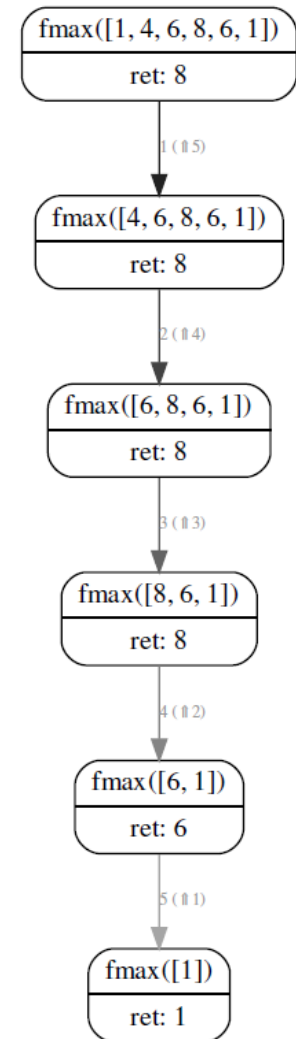 fmax([1, 4, 6, 8, 6, 1])
ret: 8
1 (⇑5)
fmax([4, 6, 8, 6, 1])
ret: 8
2 (⇑4)
fmax([6, 8, 6, 1])
ret: 8
3 (⇑3)
fmax([8, 6, 1])
ret: 8
4 (⇑2)
fmax([6, 1])
ret: 6
5 (⇑1)
fmax([1])
ret: 1